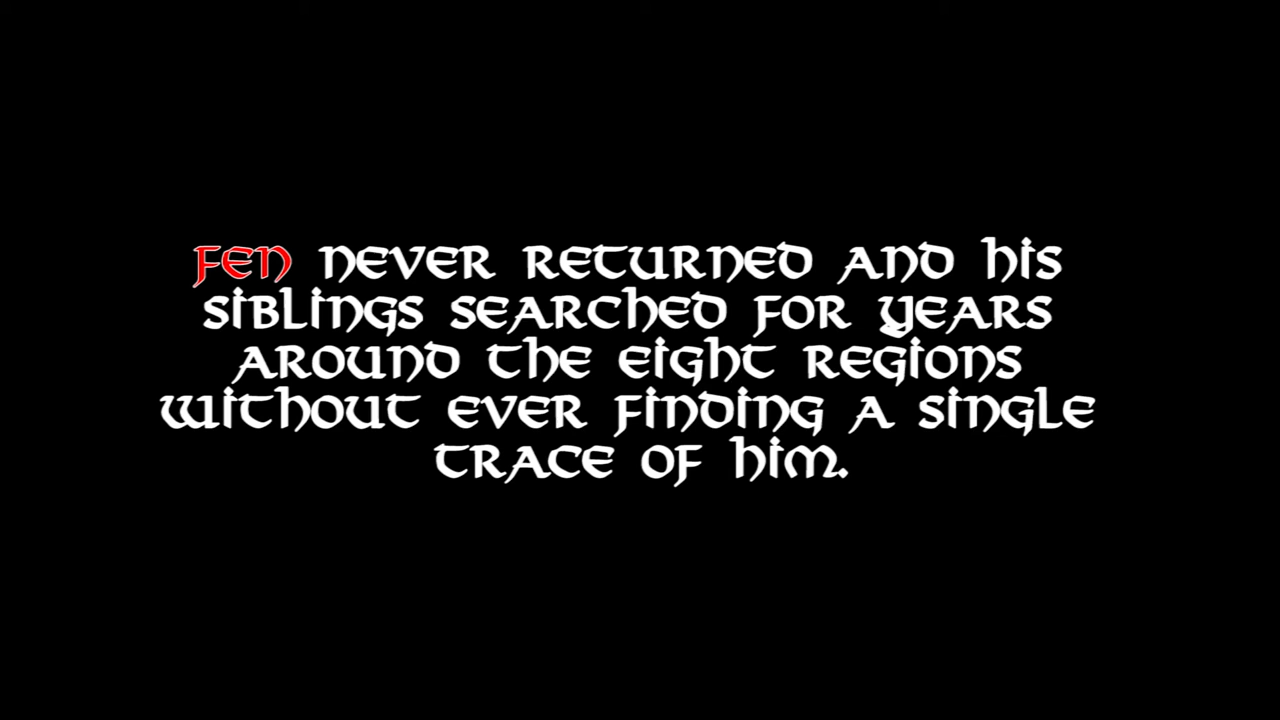 Fen never returned and his
siblings searched for years
around the eight regions
without ever finding a single
trace of him.